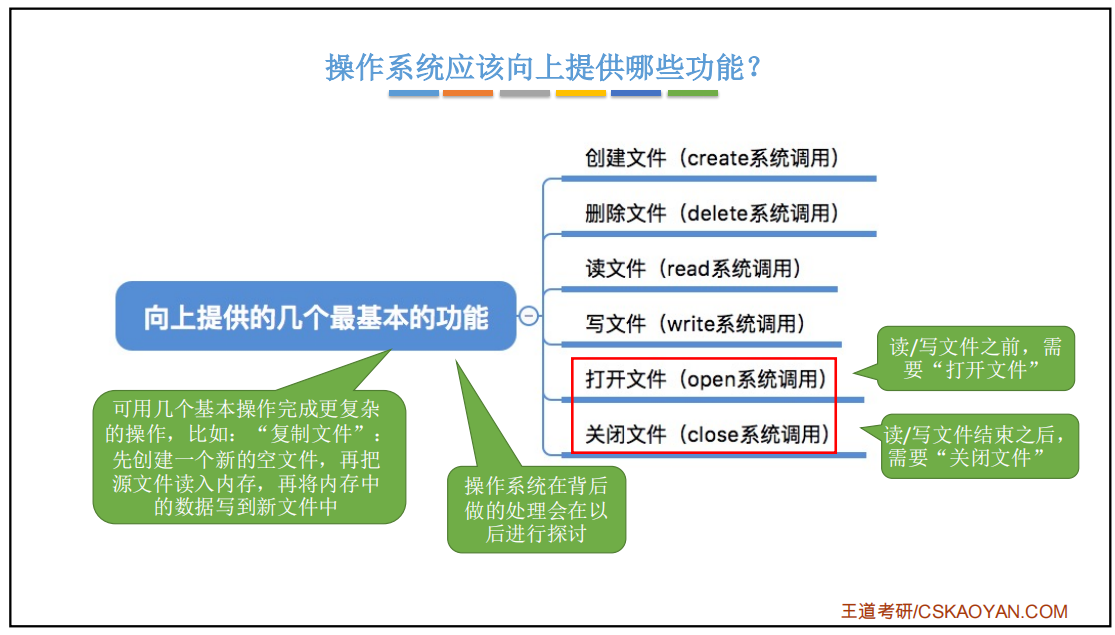 操作系统应该向上提供哪些功能？
向上提供的几个最基本的功能
创建文件（create系统调用）
删除文件（delete系统调用）
读文件（read系统调用）
写文件（write系统调用）
打开文件（open系统调用）
关闭文件（close系统调用）
读/写文件之前，需
要“打开文件”
读/写文件结束之后，
需要“关闭文件”
可用几个基本操作完成更复杂
的操作，比如：“复制文件”：
先创建一个新的空文件，再把
源文件读入内存，再将内存中
的数据写到新文件中
操作系统在背后
做的处理会在以
后进行探讨
王道考研/CSKAOYAN.COM